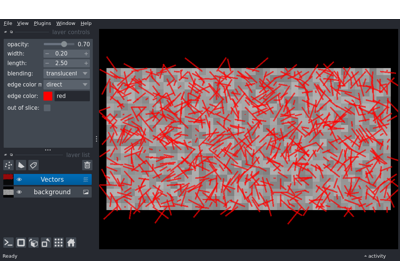 File View Plugins Window Help
layer controls
opacity: 0.70
width: 0.20
length: 2.50
blending: translucent
edge color m direct
edge color: red
out of slice:
layer list
Vectors
background
Ready
activity